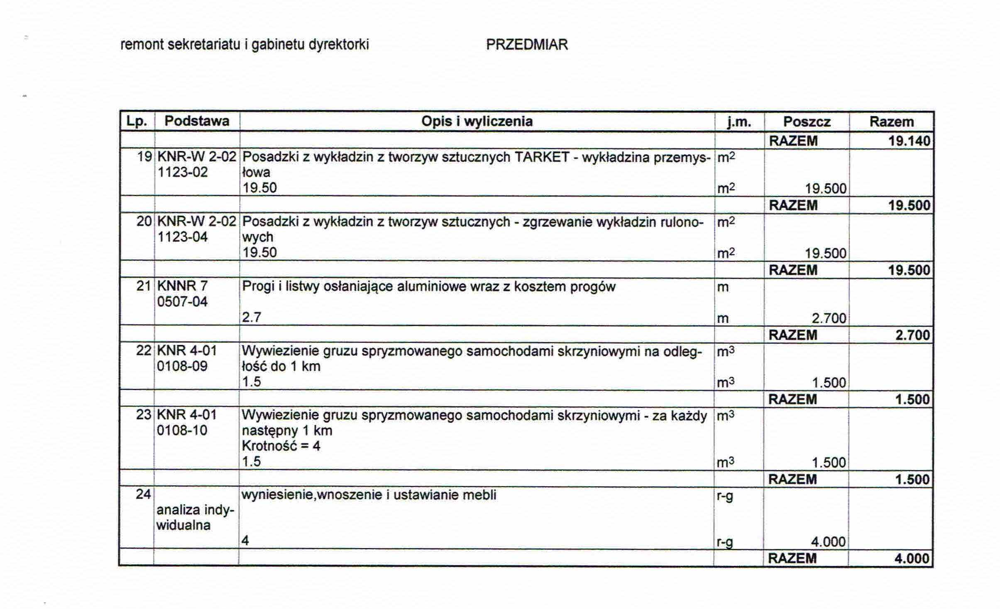 remont sekretariatu i gabinetu dyrektorki PRZEDMIAR
Lp. Podstawa Opis i wyliczenia j.m. Poszcz Razem
RAZEM 19.140
19 KNR-W 2-02 Posadzki z wykładzin z tworzyw sztucznych TARKET - wykładzina przemys- m2
1123-02 łowa
19.50 m2 19.500
RAZEM 19.500
20 KNR-W 2-02 Posadzki z wykładzin z tworzyw sztucznych - zgrzewanie wykładzin rulono- m2
1123-04 wych
19.50 m2 19.500
RAZEM 19.500
21 KNNR 7 Progi i listwy osłaniające aluminiowe wraz z kosztem progów m
0507-04
2.7 m 2.700
RAZEM 2.700
22 KNR 4-01 Wywiezienie gruzu spryzmowanego samochodami skrzyniowymi na odleg- m3
0108-09 łość do 1 km
1.5 m3 1.500
RAZEM 1.500
23 KNR 4-01 Wywiezienie gruzu spryzmowanego samochodami skrzyniowymi - za każdy m3
0108-10 następny 1 km
Krotność = 4
1.5 m3 1.500
RAZEM 1.500
24 wyniesienie,wnoszenie i ustawianie mebli r-g
analiza indy-
widualna
4 r-g 4.000
RAZEM 4.000